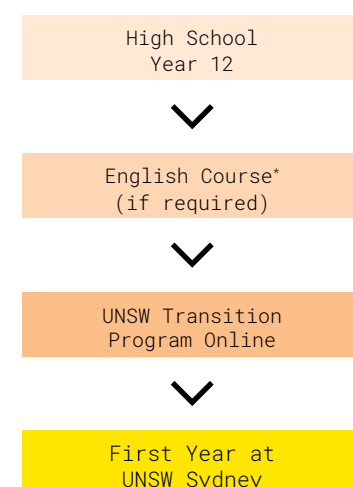 High School
Year 12
English Course*
(if required)
UNSW Transition
Program Online
First Year at
UNSW Sydney